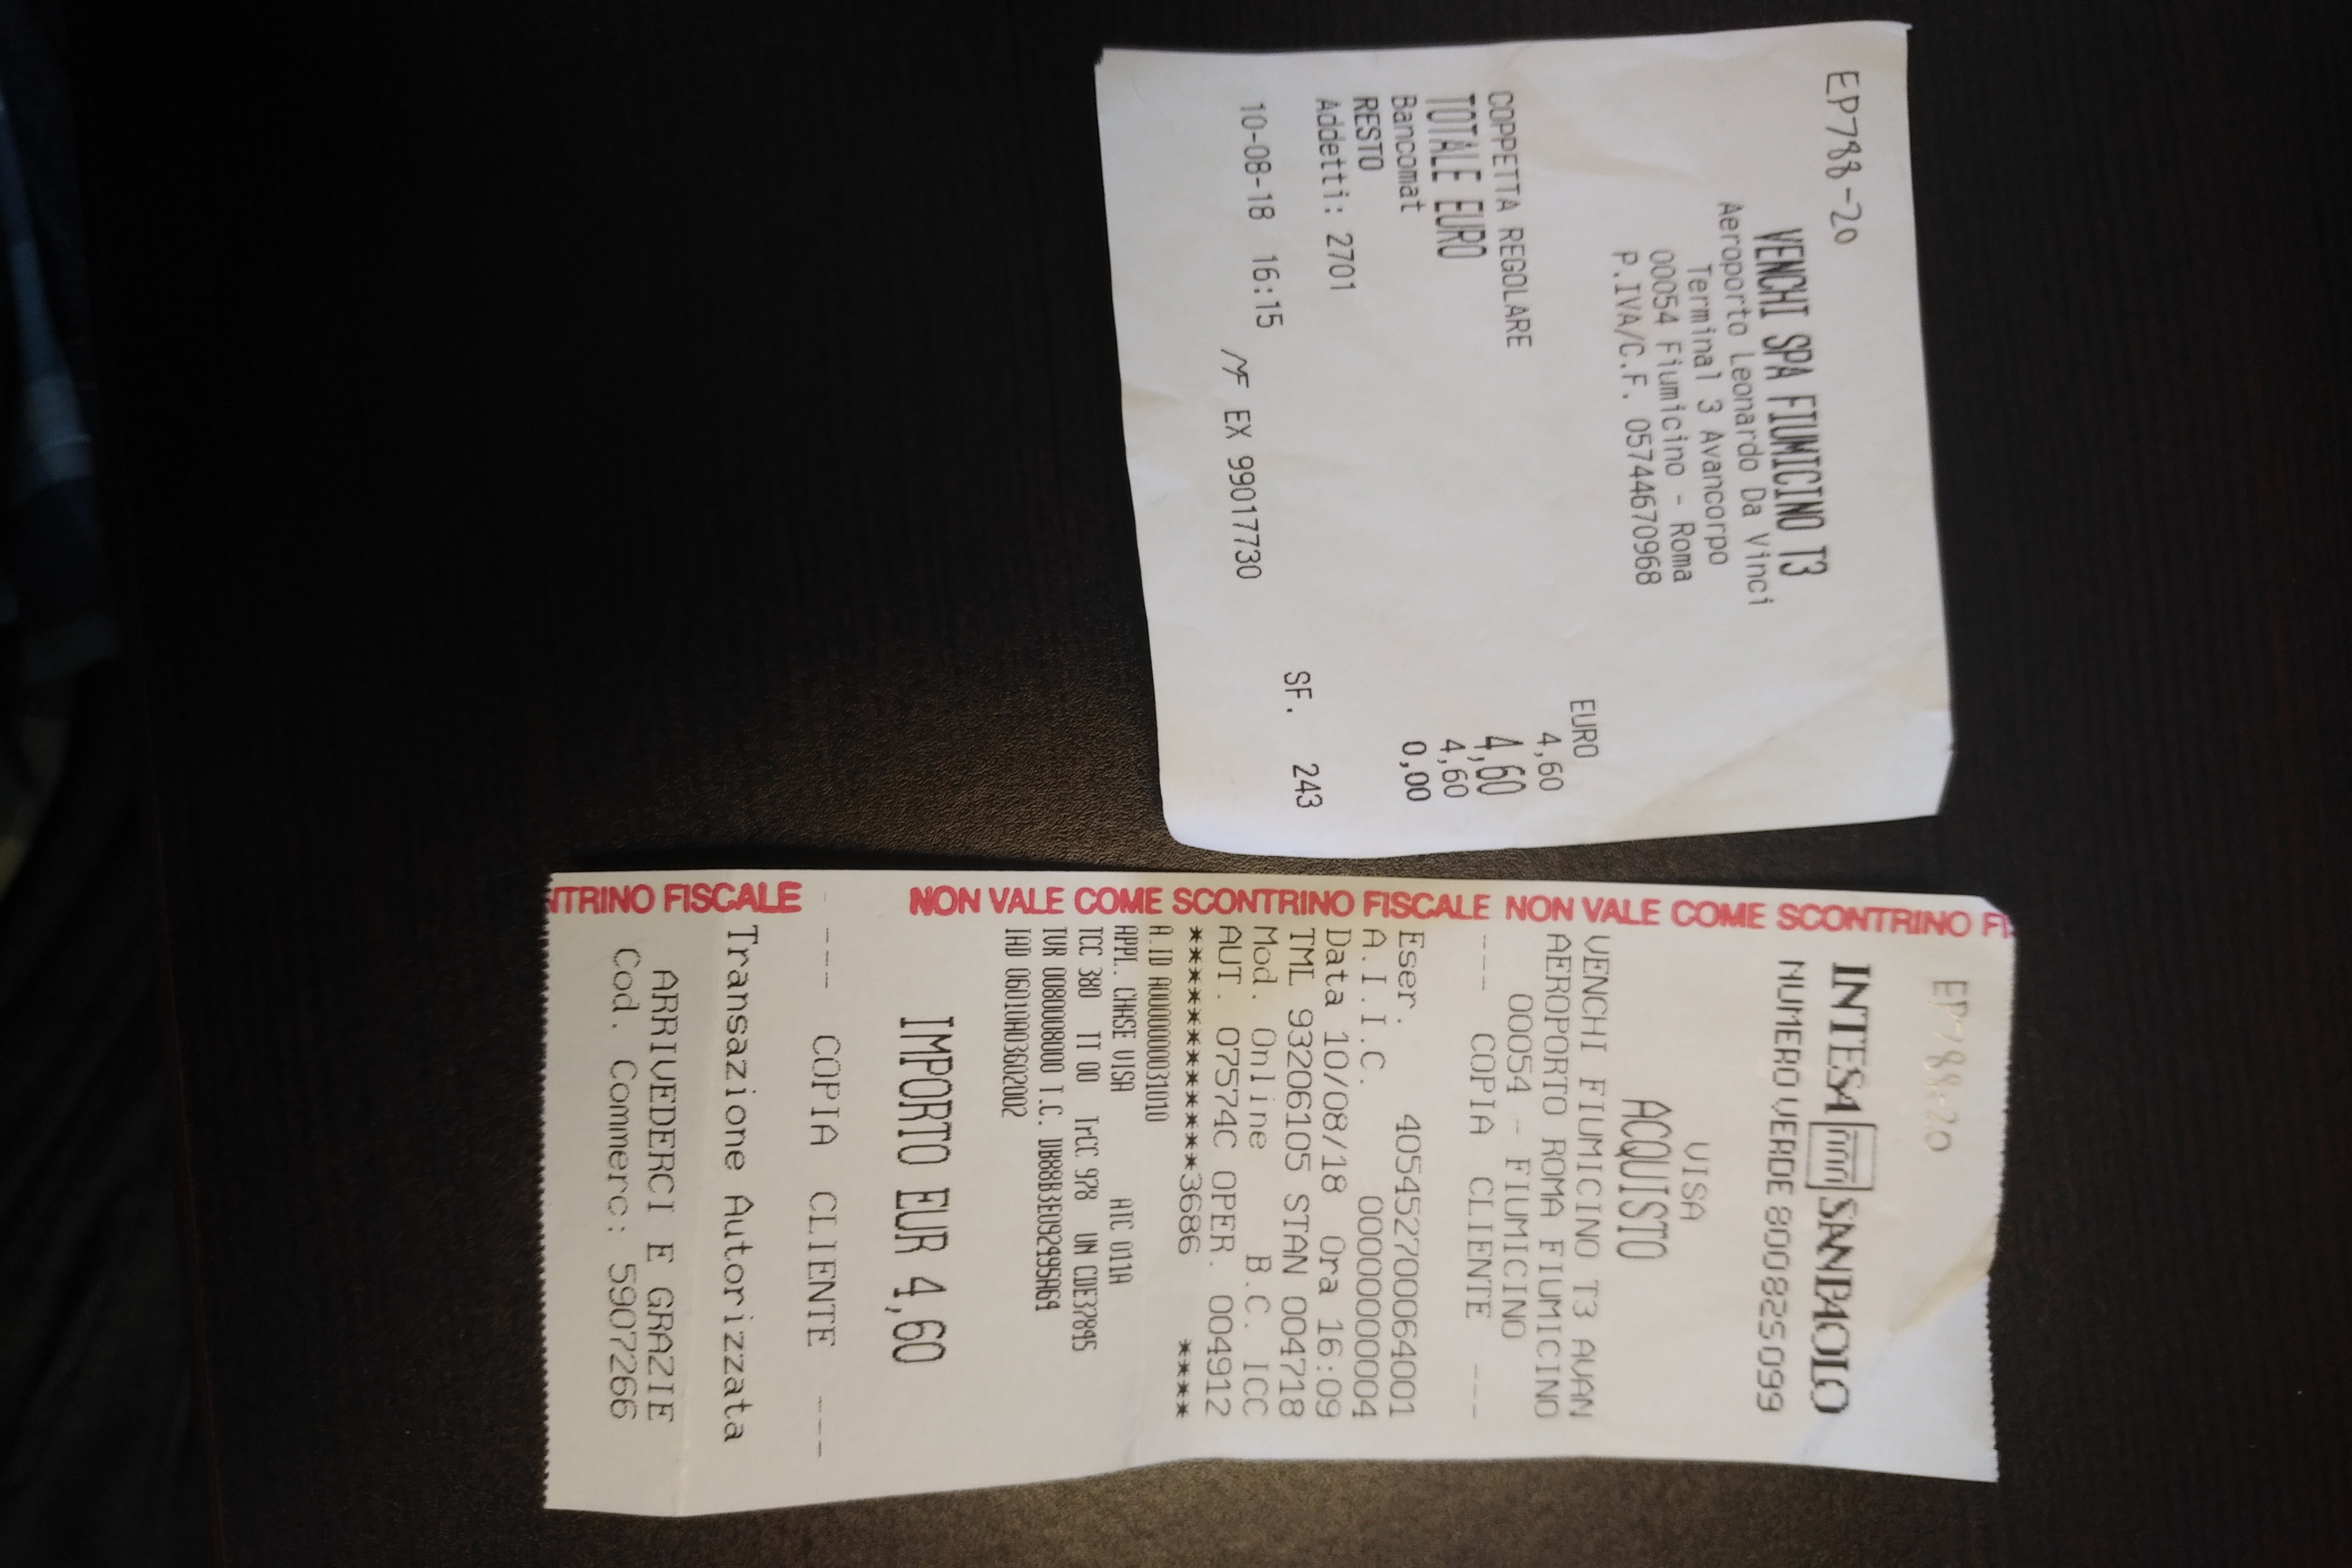 EP788-20
VENCHI SPA FIUMICINO T3
Aeroporto Leonardo Da Vinci
Terminal 3 Avancorpo
00054 Fiumicino - Roma
P.IVA/C.F. 05744670968
EURO
COPPETTA REGOLARE 4,60
TOTALE EURO 4,60
Bancomat 4,60
RESTO 0,00
Addetti: 2701
SF. 243
10-08-18 16:15
MF EX 99017730
EP788-20
INTESA SANPAOLO
NUMERO VERDE 800825099
VISA
ACQUISTO
VENCHI FIUMICINO T3 AVAN
AEROPORTO ROMA FIUMICINO
00054 - FIUMICINO
--- COPIA CLIENTE ---
Eser. 4054527000064001
A.I.I.C. 00000000004
Data 10/08/18 Ora 16:09
TML 93206105 STAN 004718
Mod. Online B.C. ICC
AUT. 07574C OPER. 004912
************3686 ****
A.ID A0000000031010
APPL. CHASE VISA ATC 011A
TCC 380 TT 00 TrCC 978 UN CDE37845
TVR 0080008000 T.C. DB88B3E092495A64
IAD 06010A03602002
IMPORTO EUR 4,60
--- COPIA CLIENTE ---
Transazione Autorizzata
ARRIVEDERCI E GRAZIE
Cod. Commerc: 5907266
NTRINO FISCALE NON VALE COME SCONTRINO FISCALE NON VALE COME SCONTRINO FI